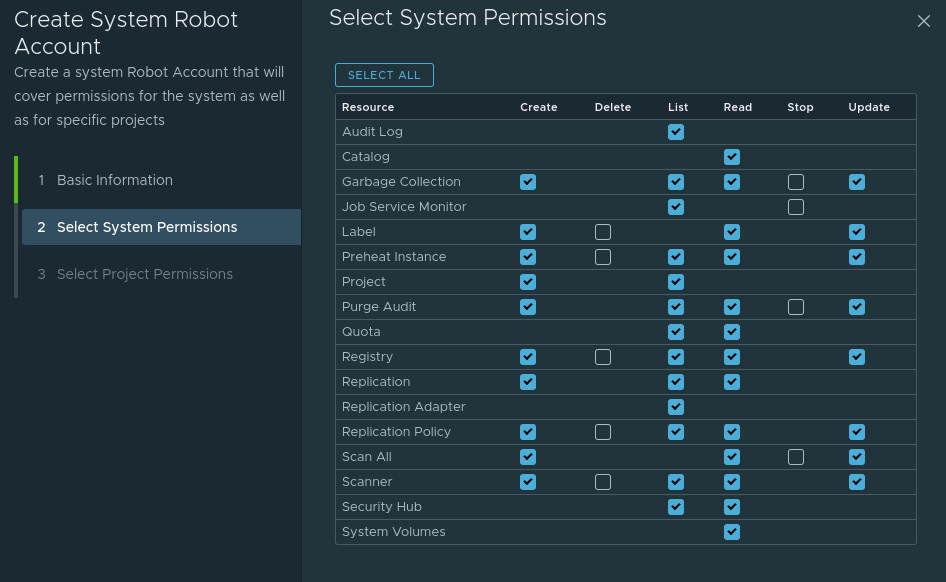 Create System Robot
Account
Create a system Robot Account that will
cover permissions for the system as well
as for specific projects
1 Basic Information
2 Select System Permissions
3 Select Project Permissions
Select System Permissions
SELECT ALL
Resource Create Delete List Read Stop Update
Audit Log
Catalog
Garbage Collection
Job Service Monitor
Label
Preheat Instance
Project
Purge Audit
Quota
Registry
Replication
Replication Adapter
Replication Policy
Scan All
Scanner
Security Hub
System Volumes